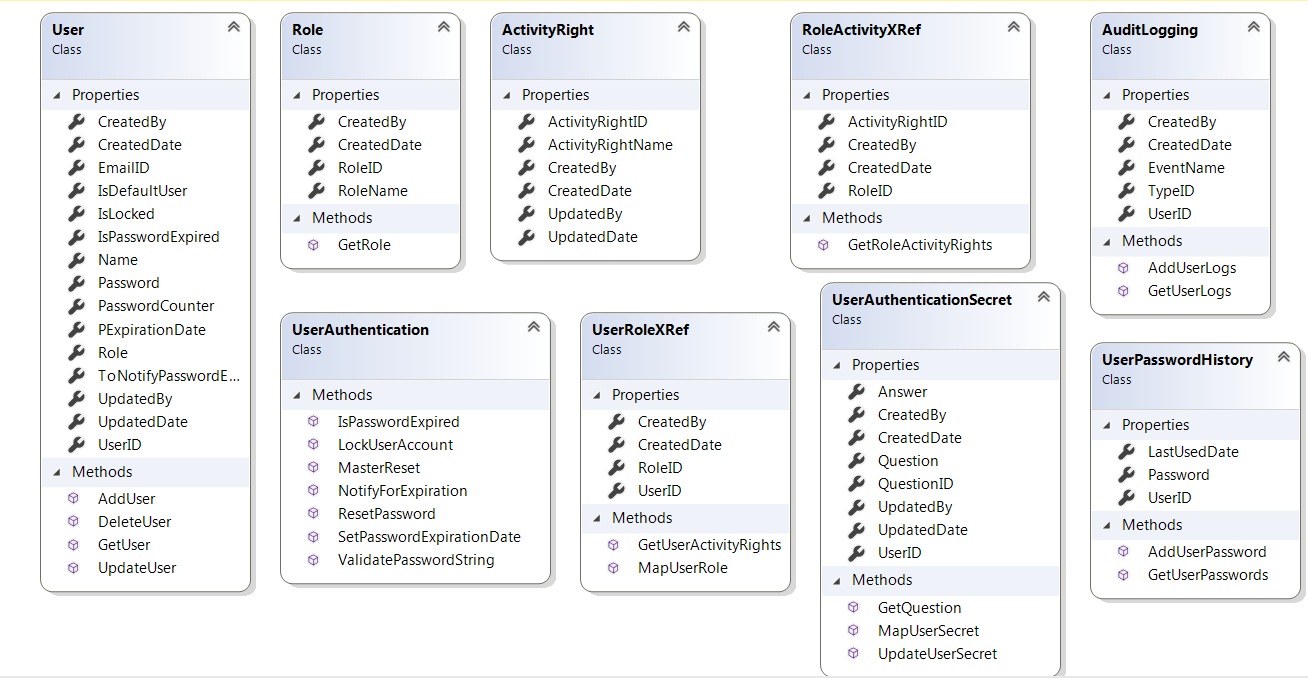 User
Class
Properties
CreatedBy
CreatedDate
EmailID
IsDefaultUser
IsLocked
IsPasswordExpired
Name
Password
PasswordCounter
PExpirationDate
Role
ToNotifyPasswordE...
UpdatedBy
UpdatedDate
UserID
Methods
AddUser
DeleteUser
GetUser
UpdateUser
Role
Class
Properties
CreatedBy
CreatedDate
RoleID
RoleName
Methods
GetRole
ActivityRight
Class
Properties
ActivityRightID
ActivityRightName
CreatedBy
CreatedDate
UpdatedBy
UpdatedDate
RoleActivityXRef
Class
Properties
ActivityRightID
CreatedBy
CreatedDate
RoleID
Methods
GetRoleActivityRights
AuditLogging
Class
Properties
CreatedBy
CreatedDate
EventName
TypeID
UserID
Methods
AddUserLogs
GetUserLogs
UserAuthentication
Class
Methods
IsPasswordExpired
LockUserAccount
MasterReset
NotifyForExpiration
ResetPassword
SetPasswordExpirationDate
ValidatePasswordString
UserRoleXRef
Class
Properties
CreatedBy
CreatedDate
RoleID
UserID
Methods
GetUserActivityRights
MapUserRole
UserAuthenticationSecret
Class
Properties
Answer
CreatedBy
CreatedDate
Question
QuestionID
UpdatedBy
UpdatedDate
UserID
Methods
GetQuestion
MapUserSecret
UpdateUserSecret
UserPasswordHistory
Class
Properties
LastUsedDate
Password
UserID
Methods
AddUserPassword
GetUserPasswords